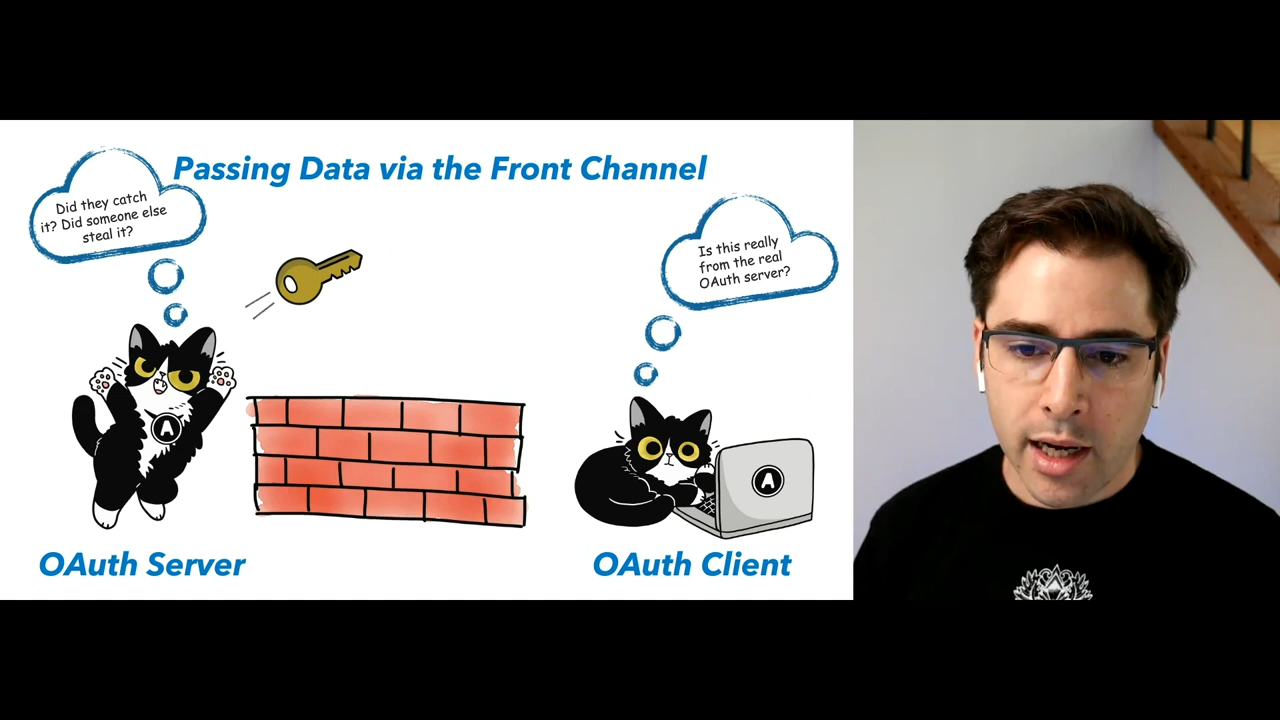 Passing Data via the Front Channel
Did they catch
it? Did someone else
steal it?
Is this really
from the real
OAuth server?
A
A
OAuth Server
OAuth Client